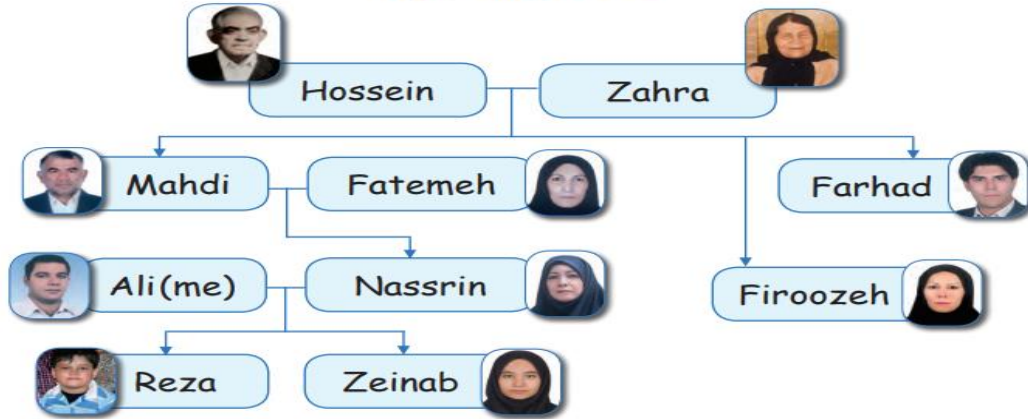 Hossein Zahra
Mahdi Fatemeh Farhad
Ali(me) Nassrin Firoozeh
Reza Zeinab